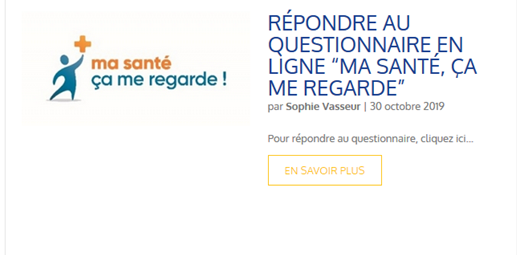 ma santé
ça me regarde !
RÉPONDRE AU
QUESTIONNAIRE EN
LIGNE “MA SANTÉ, ÇA
ME REGARDE”
par Sophie Vasseur | 30 octobre 2019
Pour répondre au questionnaire, cliquez ici...
EN SAVOIR PLUS